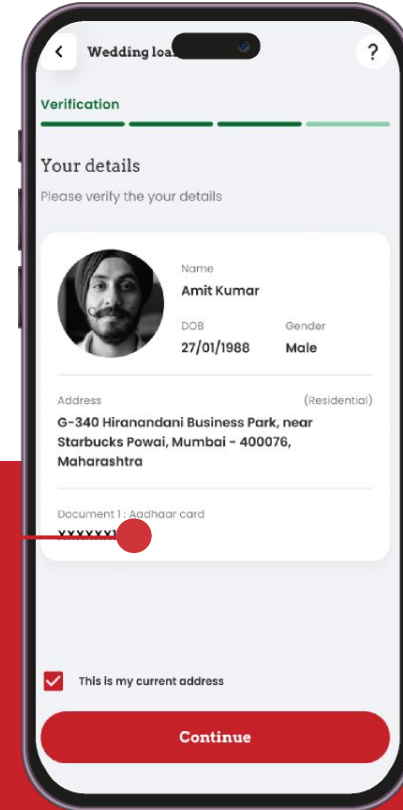 Wedding
?
Verification
Your details
Please verify the your details
Name
Amit Kumar
DOB
Gender
27/01/1988
Male
Address
(Residential)
G-340 Hiranandani Business Park, near
Starbucks Powai, Mumbai - 400076,
Maharashtra
Document 1 : Aadhaar card
This is my current address
Continue